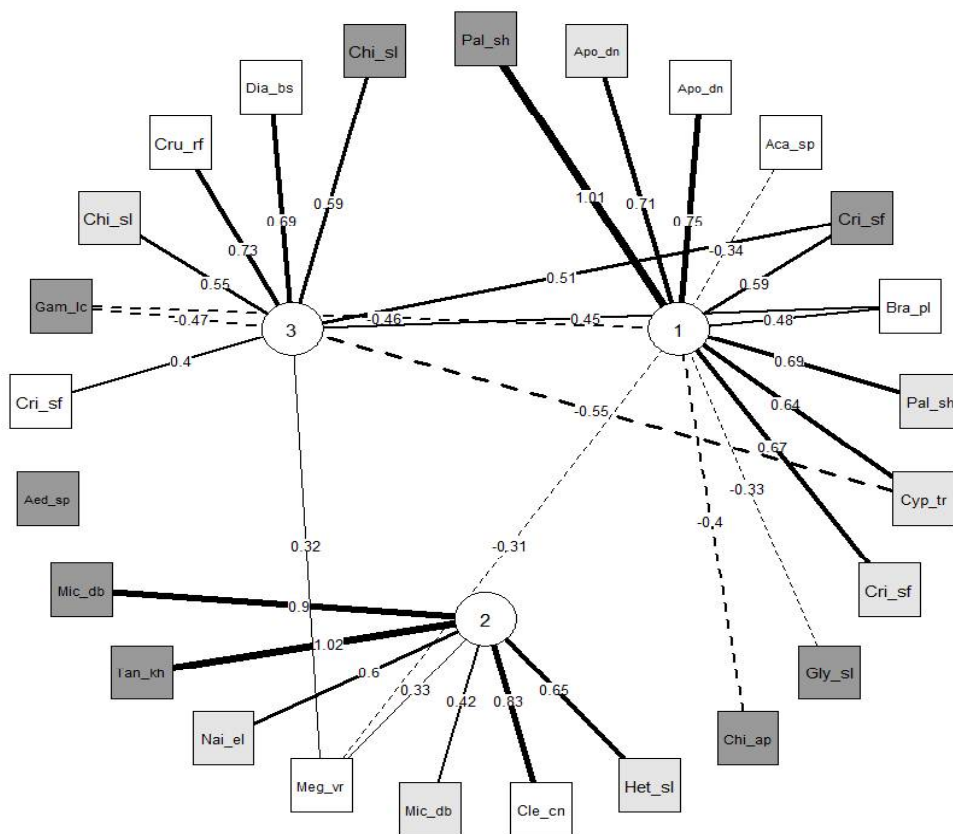 Chi_sl
Pal_sh
Apo_dn
Dia_bs
Apo_dn
Cru_rf
Aca_sp
Chi_sl
Cri_sf
1.01
0.71
0.59
0.69
0.75
0.73
-0.34
0.51
0.55
0.59
Gam_lc
Bra_pl
-0.47
-0.46
0.45
0.48
3
1
0.4
0.69
Cri_sf
Pal_sh
0.64
-0.55
0.67
Aed_sp
-0.33
Cyp_tr
-0.4
0.32
-0.31
Mic_db
Cri_sf
0.9
2
1.02
Tan_kh
Gly_sl
0.6
0.33
0.42
0.83
0.65
Nai_el
Chi_ap
Meg_vr
Mic_db
Cle_cn
Het_sl